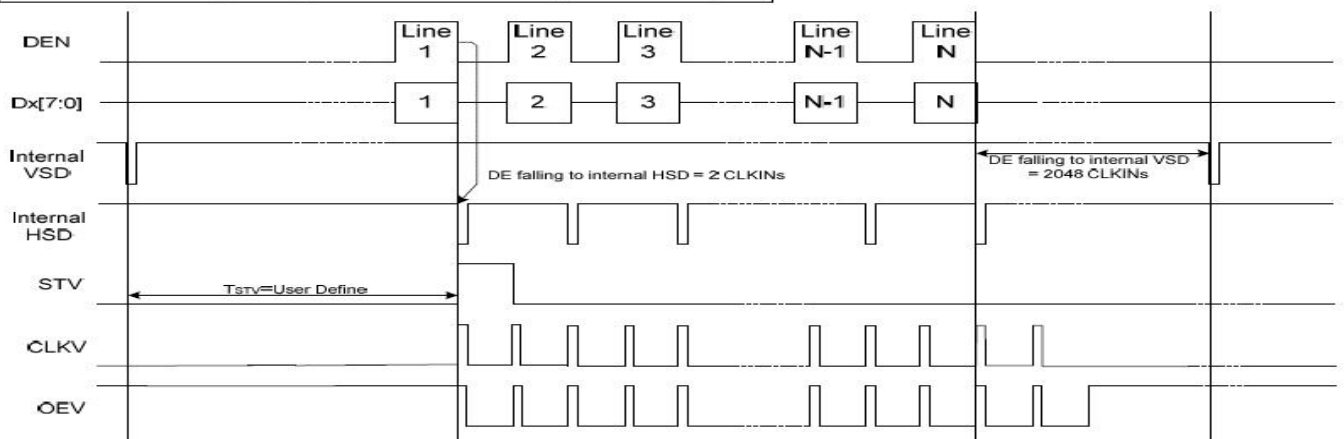 DEN
Line
1
Line
2
Line
3
Line
N-1
Line
N
Dx[7:0]
1
2
3
N-1
N
Internal
VSD
DE falling to internal HSD = 2 CLKINs
DE falling to internal VSD
= 2048 CLKINs
Internal
HSD
STV
TSTV=User Define
CLKV
OEV